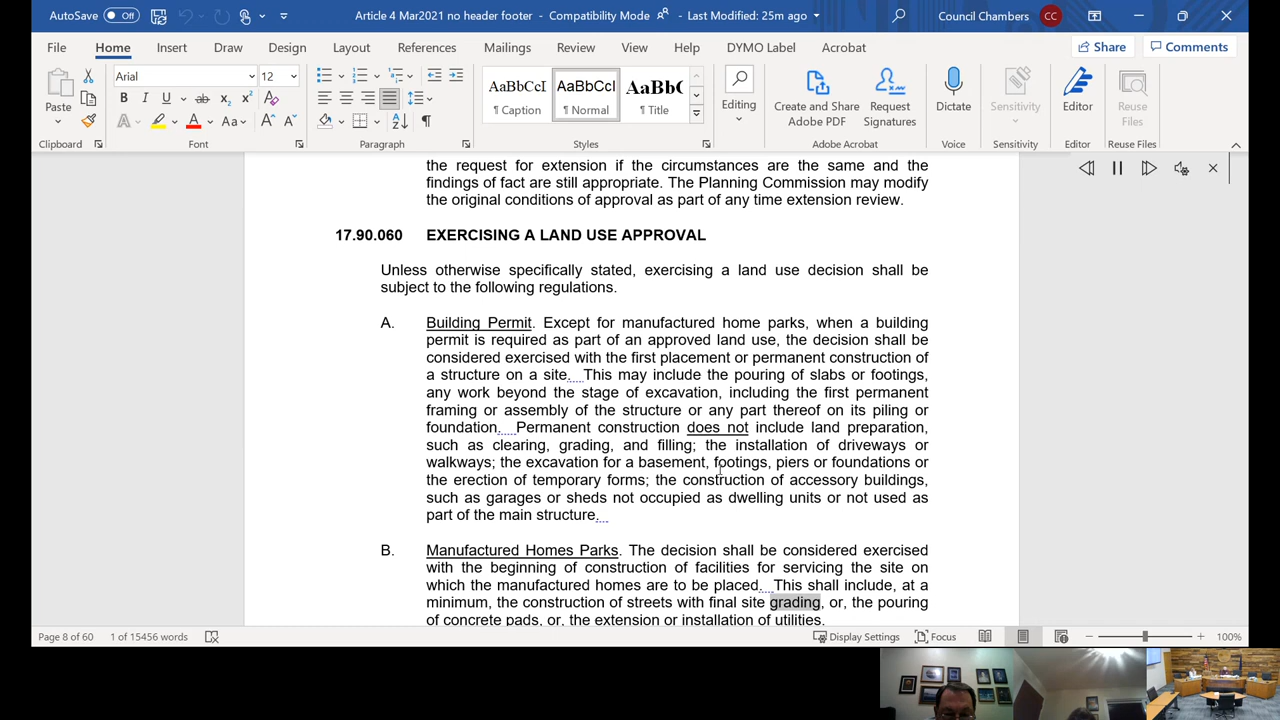 AutoSave Off Article 4 Mar2021 no header footer - Compatibility Mode Last Modified: 25m ago Council Chambers CC
File Home Insert Draw Design Layout References Mailings Review View Help DYMO Label Acrobat Share Comments
Paste Arial 12 AaBbCcI AaBbCcI AaBbC Editing Create and Share Request Dictate Sensitivity Editor Reuse
¶ Caption ¶ Normal ¶ Title Adobe PDF Signatures Files
Clipboard Font Paragraph Styles Adobe Acrobat Voice Sensitivity Editor Reuse Files
the request for extension if the circumstances are the same and the
findings of fact are still appropriate. The Planning Commission may modify
the original conditions of approval as part of any time extension review.
17.90.060 EXERCISING A LAND USE APPROVAL
Unless otherwise specifically stated, exercising a land use decision shall be
subject to the following regulations.
A. Building Permit. Except for manufactured home parks, when a building
permit is required as part of an approved land use, the decision shall be
considered exercised with the first placement or permanent construction of
a structure on a site. This may include the pouring of slabs or footings,
any work beyond the stage of excavation, including the first permanent
framing or assembly of the structure or any part thereof on its piling or
foundation. Permanent construction does not include land preparation,
such as clearing, grading, and filling; the installation of driveways or
walkways; the excavation for a basement, footings, piers or foundations or
the erection of temporary forms; the construction of accessory buildings,
such as garages or sheds not occupied as dwelling units or not used as
part of the main structure.
B. Manufactured Homes Parks. The decision shall be considered exercised
with the beginning of construction of facilities for servicing the site on
which the manufactured homes are to be placed. This shall include, at a
minimum, the construction of streets with final site grading, or, the pouring
of concrete pads, or, the extension or installation of utilities.
Page 8 of 60 1 of 15456 words Display Settings Focus 100%